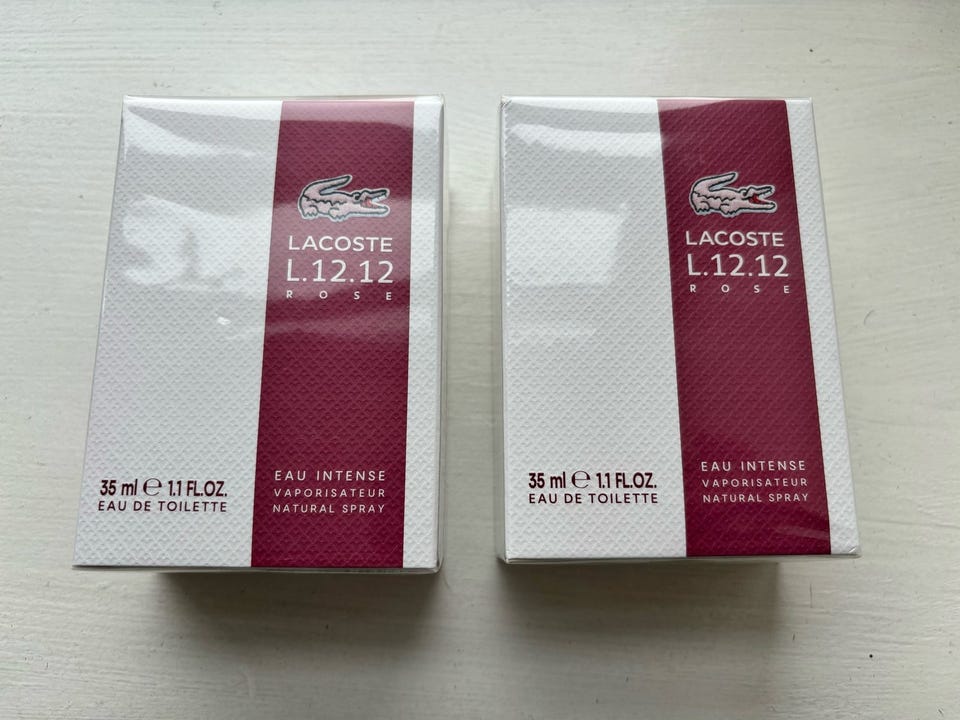 LACOSTE
L.12.12
ROSE
EAU INTENSE
VAPORISATEUR
NATURAL SPRAY
35 ml ℮ 1.1 FL.OZ.
EAU DE TOILETTE
LACOSTE
L.12.12
ROSE
EAU INTENSE
VAPORISATEUR
NATURAL SPRAY
35 ml ℮ 1.1 FL.OZ.
EAU DE TOILETTE